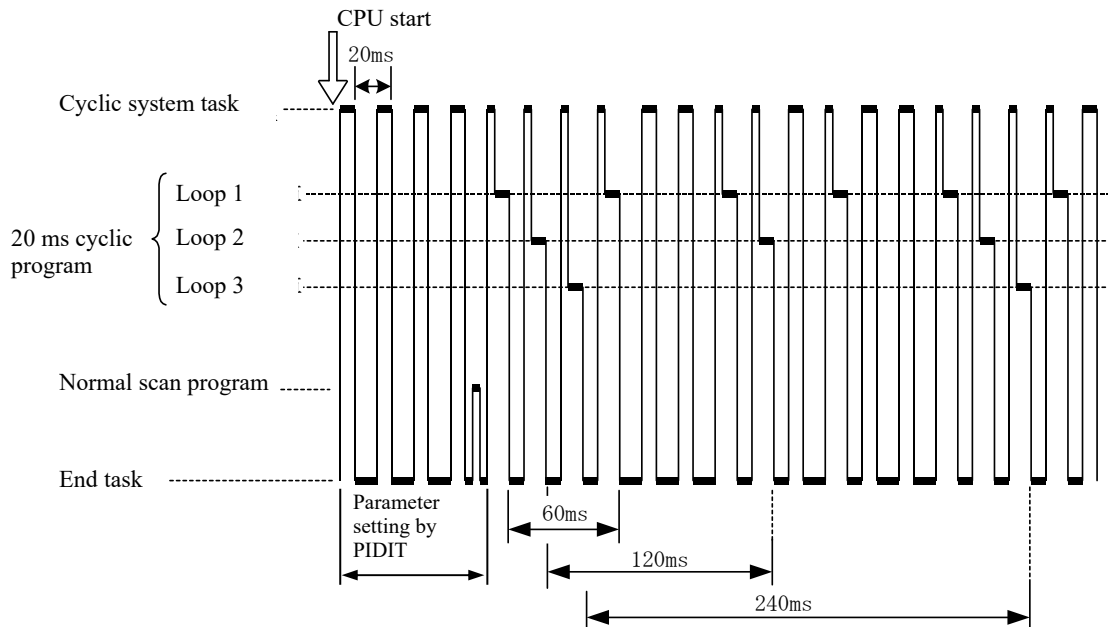 CPU start
20ms
Cyclic system task
20 ms cyclic
program
Loop 1
Loop 2
Loop 3
Normal scan program
End task
Parameter
setting by
PIDIT
60ms
120ms
240ms